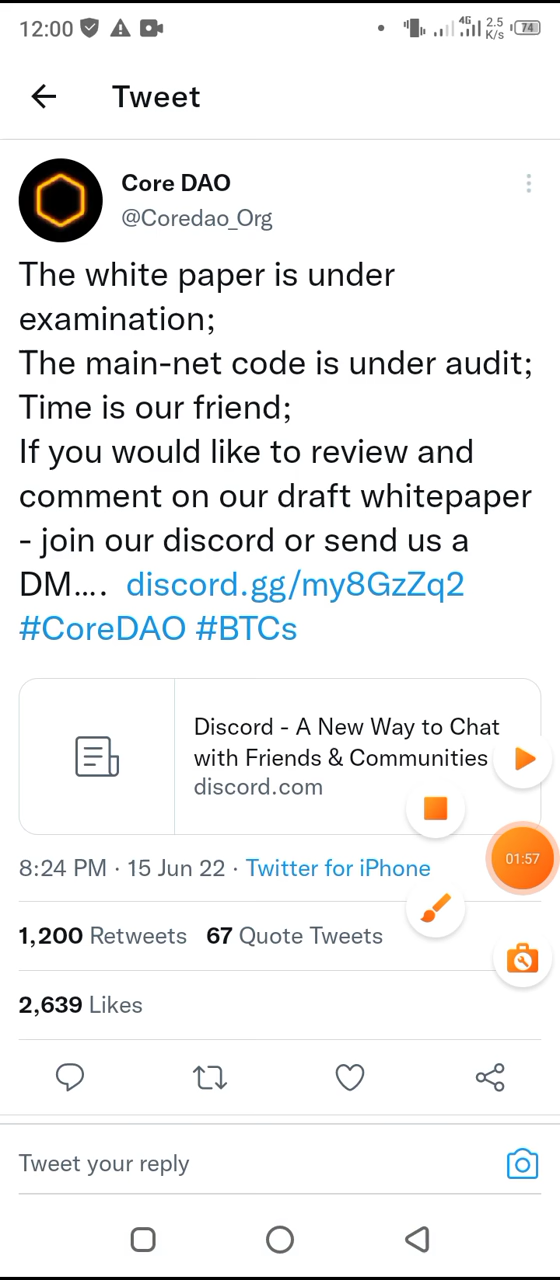 12:00
4G 2.5 K/s 74
Tweet
Core DAO
@Coredao_Org
The white paper is under
examination;
The main-net code is under audit;
Time is our friend;
If you would like to review and
comment on our draft whitepaper
- join our discord or send us a
DM.... discord.gg/my8GzZq2
#CoreDAO #BTCs
Discord - A New Way to Chat
with Friends & Communities
discord.com
8:24 PM · 15 Jun 22 · Twitter for iPhone
01:57
1,200 Retweets 67 Quote Tweets
2,639 Likes
Tweet your reply